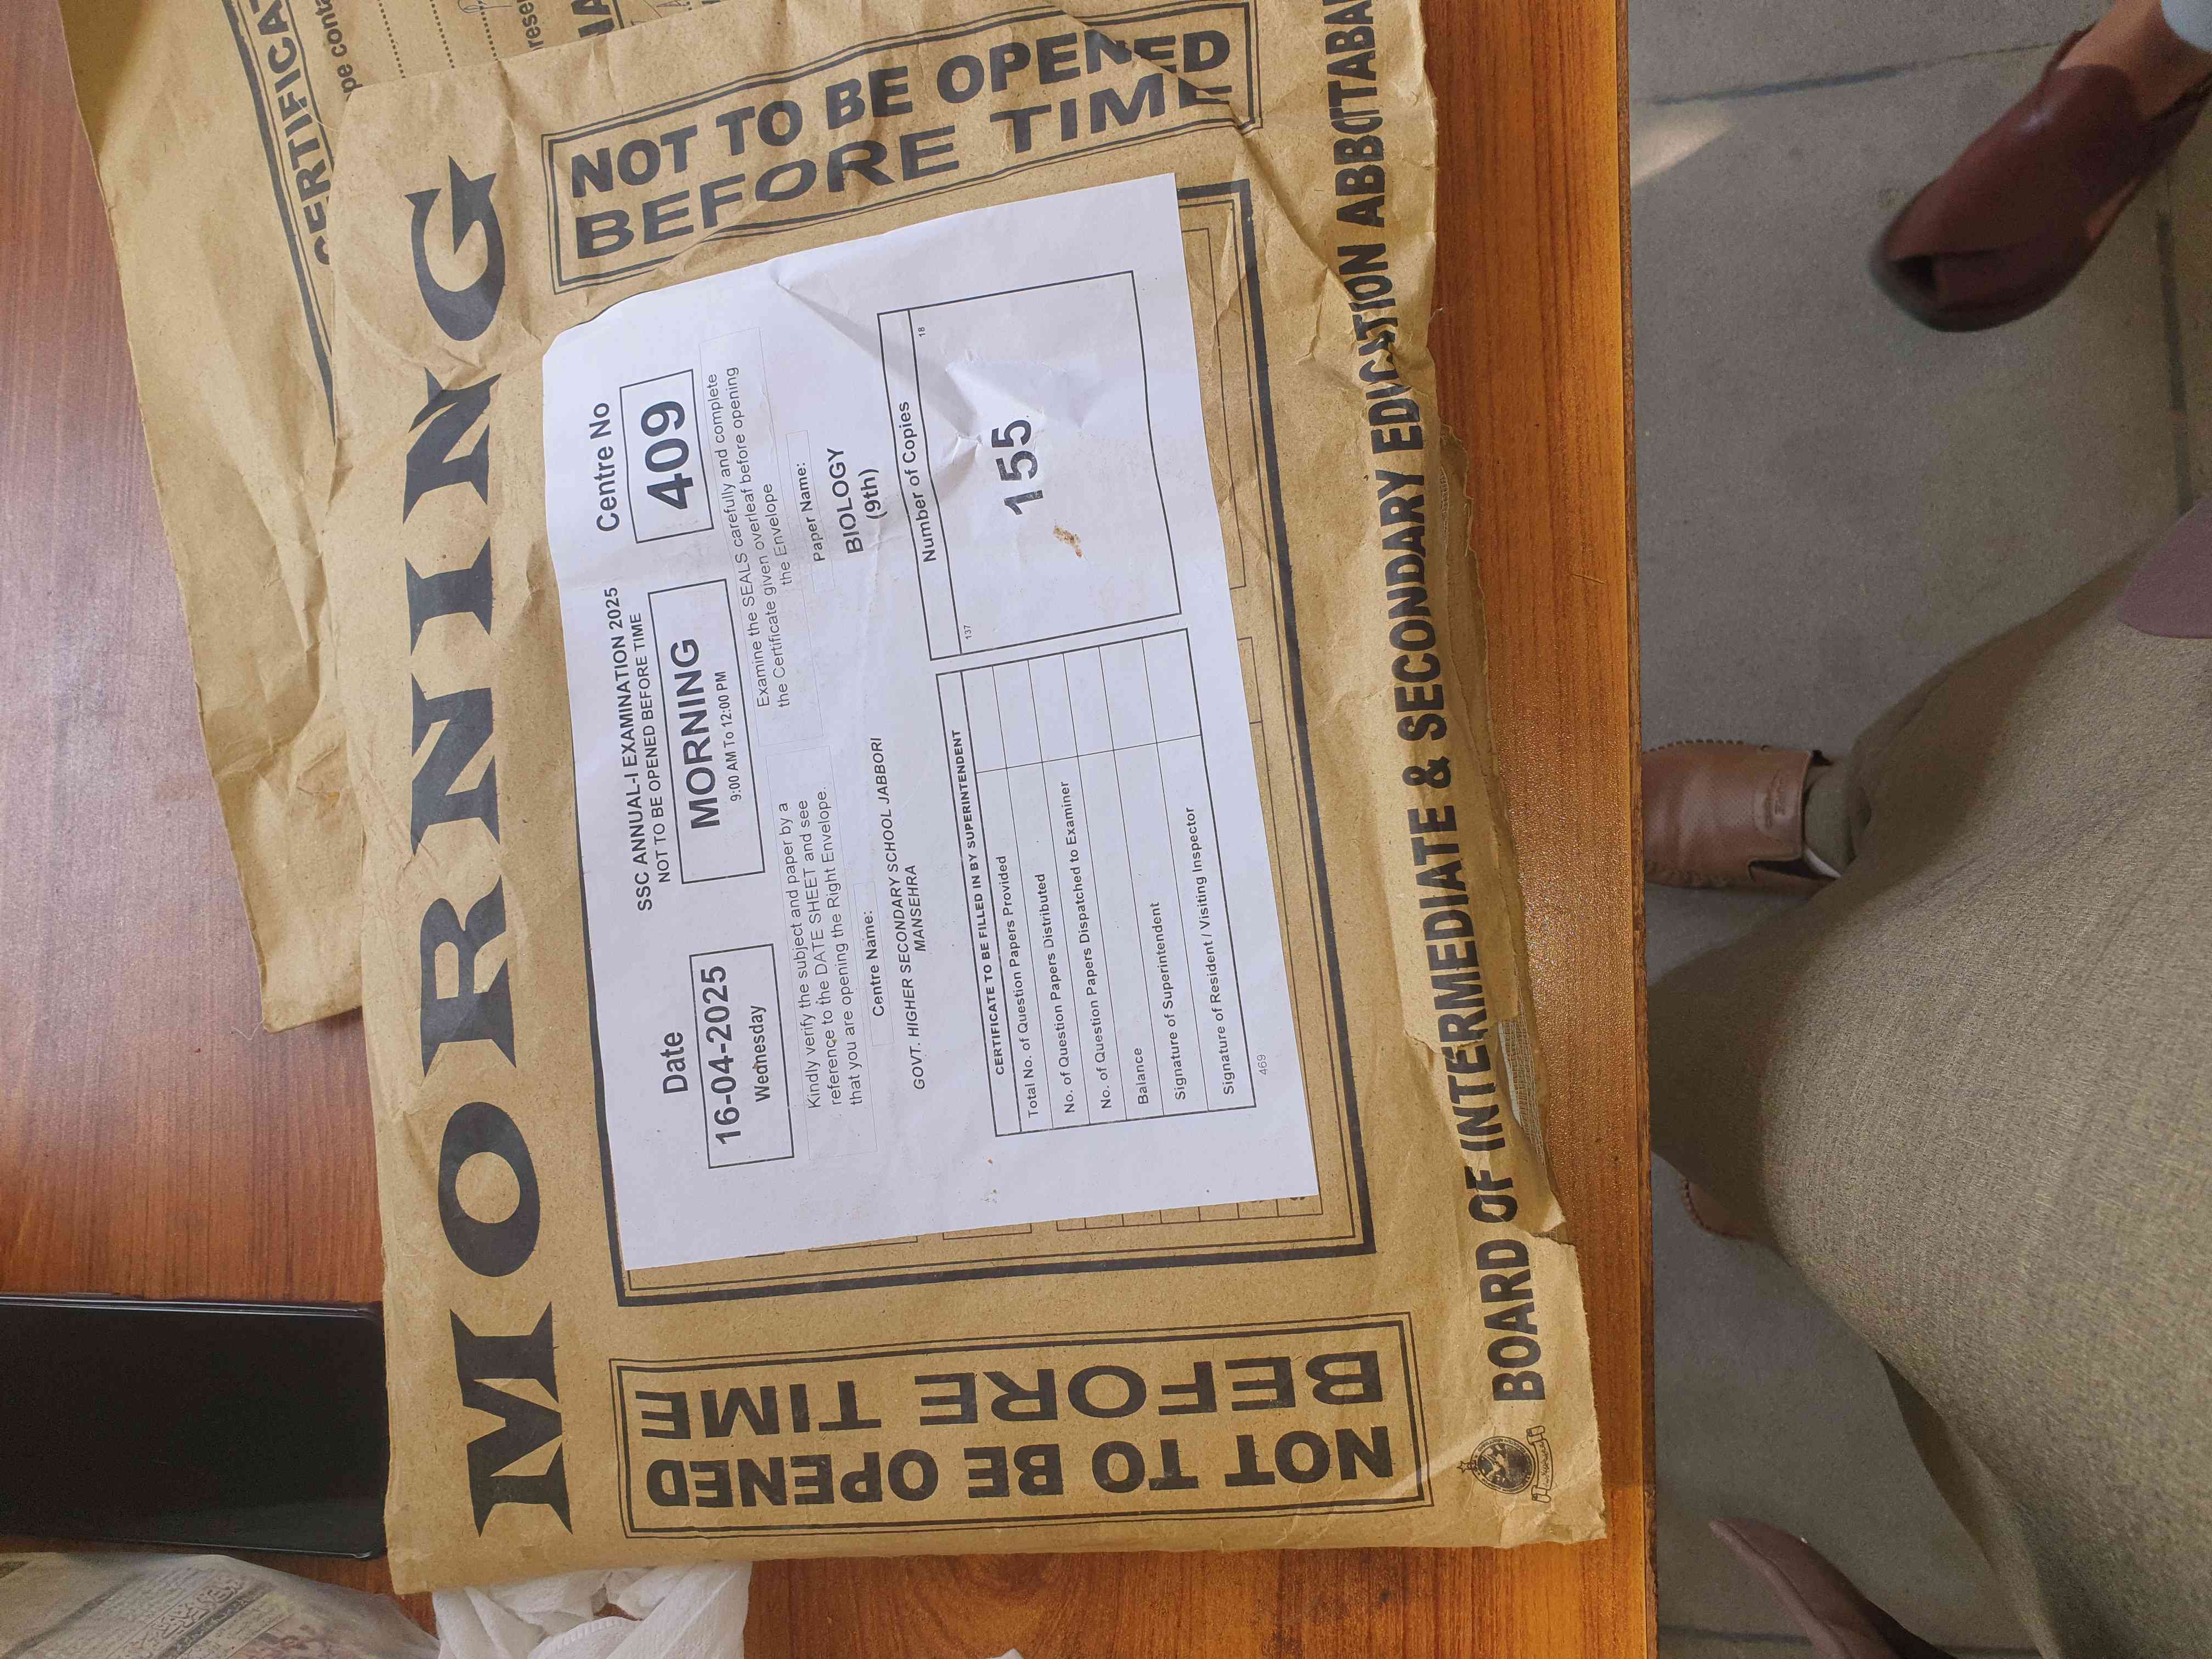 MORNING
NOT TO BE OPENED
BEFORE TIME
SSC ANNUAL-I EXAMINATION 2025
NOT TO BE OPENED BEFORE TIME
Date
16-04-2025
Wednesday
MORNING
9:00 AM To 12:00 PM
Centre No
409
Kindly verify the subject and paper by a
reference to the DATE SHEET and see
that you are opening the Right Envelope.
Examine the SEALS carefully and complete
the Certificate given overleaf before opening
the Envelope
Centre Name:
GOVT. HIGHER SECONDARY SCHOOL JABBORI
MANSEHRA
Paper Name:
BIOLOGY
(9th)
CERTIFICATE TO BE FILLED IN BY SUPERINTENDENT
Total No. of Question Papers Provided
No. of Question Papers Distributed
No. of Question Papers Dispatched to Examiner
Balance
Signature of Superintendent
Signature of Resident / Visiting Inspector
469
Number of Copies
137
18
155
NOT TO BE OPENED
BEFORE TIME
BOARD OF INTERMEDIATE & SECONDARY EDUCATION ABBOTTABA
CERTIFICA